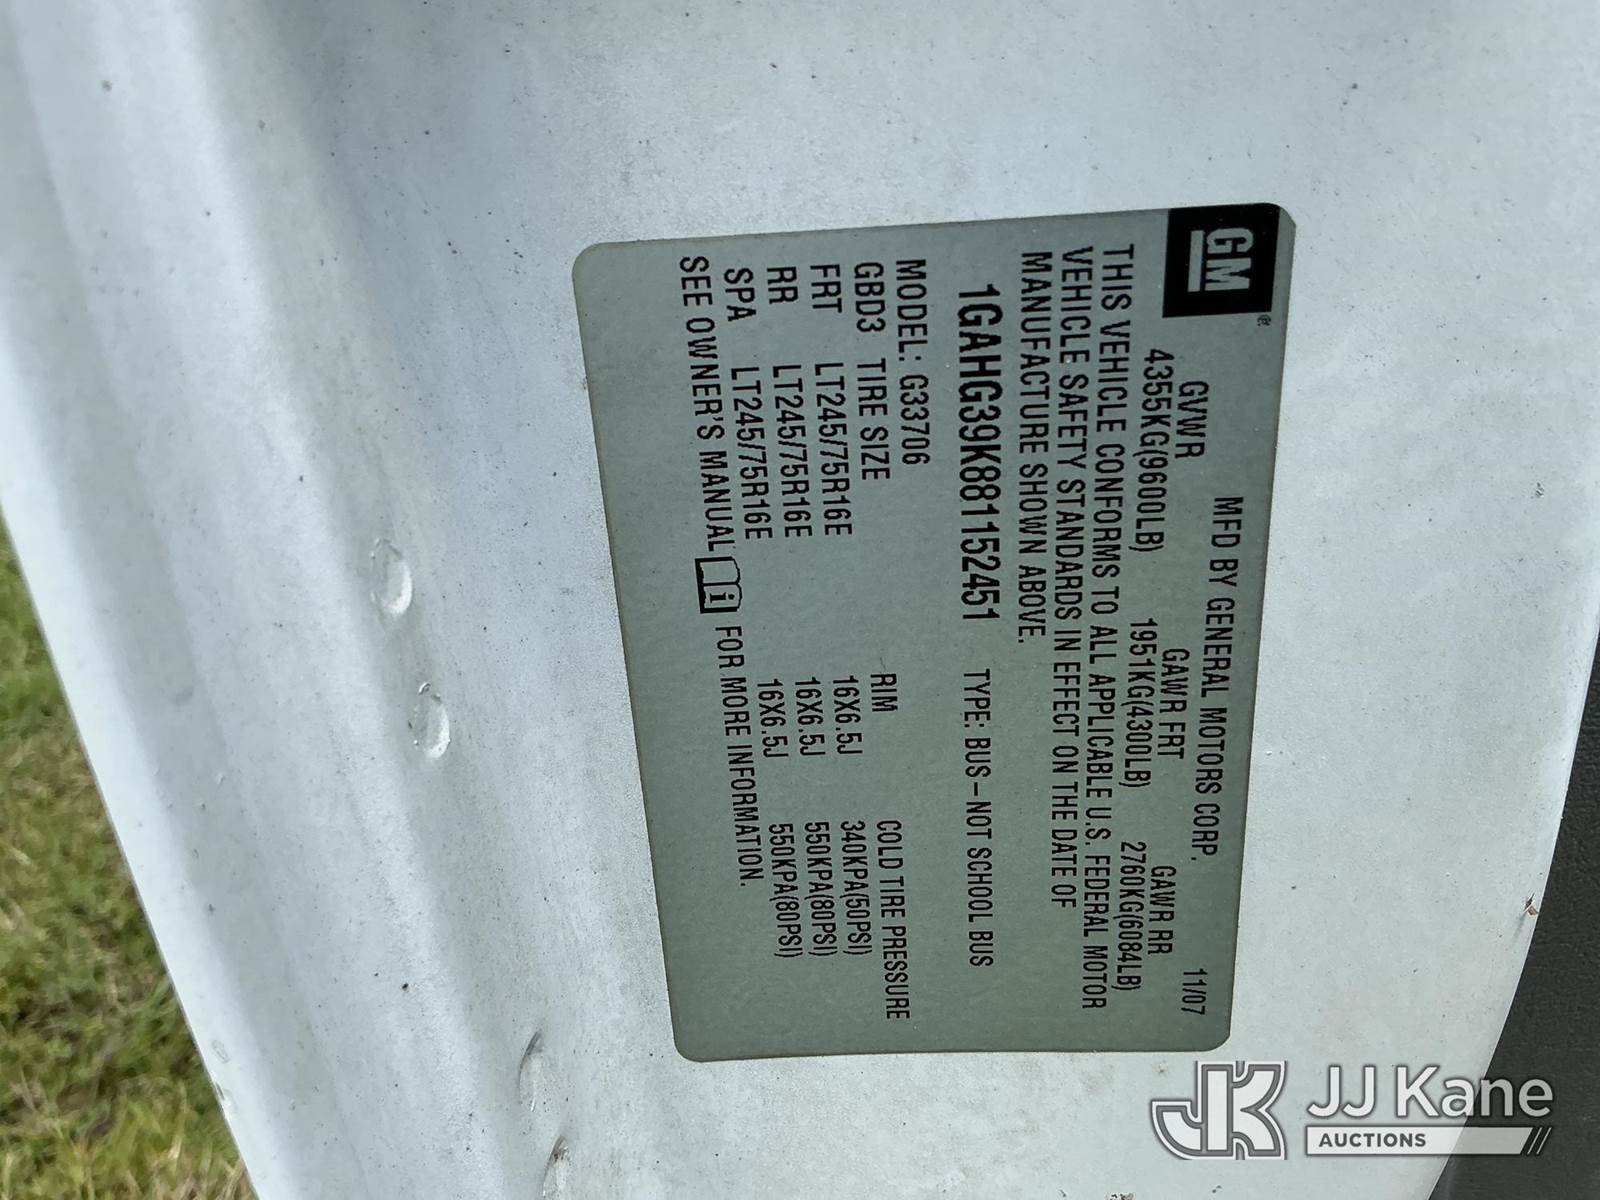 GM®
MFD BY GENERAL MOTORS CORP. 11/07
GVWR GAWR FRT GAWR RR
4355KG(9600LB) 1951KG(4300LB) 2760KG(6084LB)
THIS VEHICLE CONFORMS TO ALL APPLICABLE U.S. FEDERAL MOTOR
VEHICLE SAFETY STANDARDS IN EFFECT ON THE DATE OF
MANUFACTURE SHOWN ABOVE.
1GAHG39K881152451 TYPE: BUS-NOT SCHOOL BUS
MODEL: G33706
GBD3 TIRE SIZE RIM COLD TIRE PRESSURE
FRT LT245/75R16E 16X6.5J 340KPA(50PSI)
RR LT245/75R16E 16X6.5J 550KPA(80PSI)
SPA LT245/75R16E 16X6.5J 550KPA(80PSI)
SEE OWNER'S MANUAL i FOR MORE INFORMATION.
JK JJ Kane
AUCTIONS